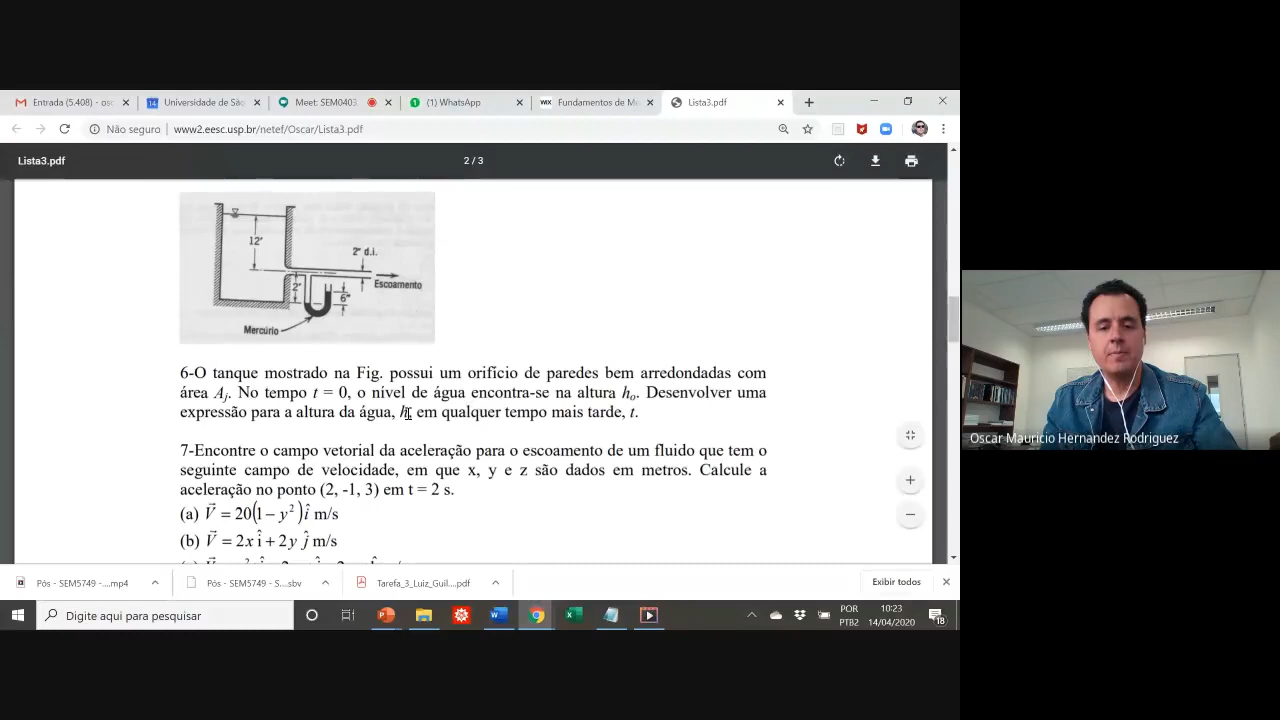 Entrada (5.408) - osc
Universidade de São
Meet: SEM0403
(1) WhatsApp
WIX Fundamentos de Me
Lista3.pdf
Não seguro
www2.eesc.usp.br/netef/Oscar/Lista3.pdf
Lista3.pdf
2 / 3
12'
2" d.i.
Escoamento
2'
6"
Mercúrio
6-O tanque mostrado na Fig. possui um orifício de paredes bem arredondadas com
área Aj. No tempo t = 0, o nível de água encontra-se na altura ho. Desenvolver uma
expressão para a altura da água, h, em qualquer tempo mais tarde, t.
7-Encontre o campo vetorial da aceleração para o escoamento de um fluido que tem o
seguinte campo de velocidade, em que x, y e z são dados em metros. Calcule a
aceleração no ponto (2, -1, 3) em t = 2 s.
(a) V⃗ = 20(1 − y²) î m/s
(b) V⃗ = 2x î + 2y ĵ m/s
Oscar Mauricio Hernandez Rodriguez
Pós - SEM5749 -....mp4
Pós - SEM5749 - S....sbv
Tarefa_3_Luiz_Guil....pdf
Exibir todos
Digite aqui para pesquisar
POR
PTB2
10:23
14/04/2020
18